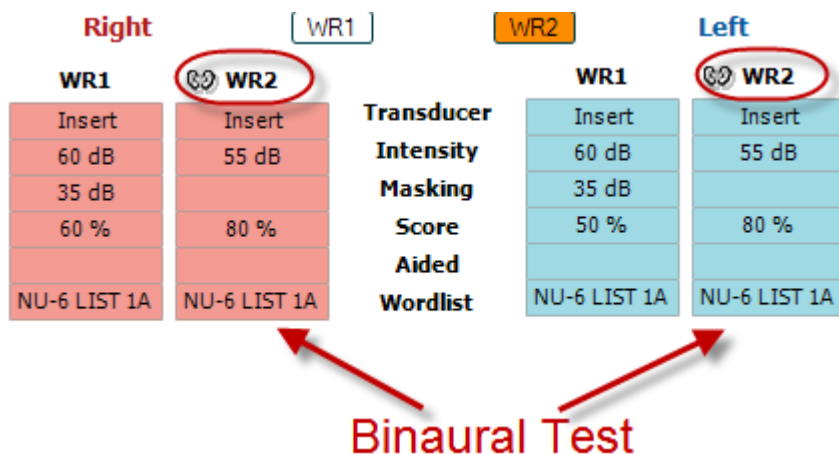 Right WR1 WR2 Left
WR1 WR2 WR1 WR2
Insert Insert Transducer Insert Insert
60 dB 55 dB Intensity 60 dB 55 dB
35 dB Masking 35 dB
60 % 80 % Score 50 % 80 %
Aided
NU-6 LIST 1A NU-6 LIST 1A Wordlist NU-6 LIST 1A NU-6 LIST 1A
Binaural Test